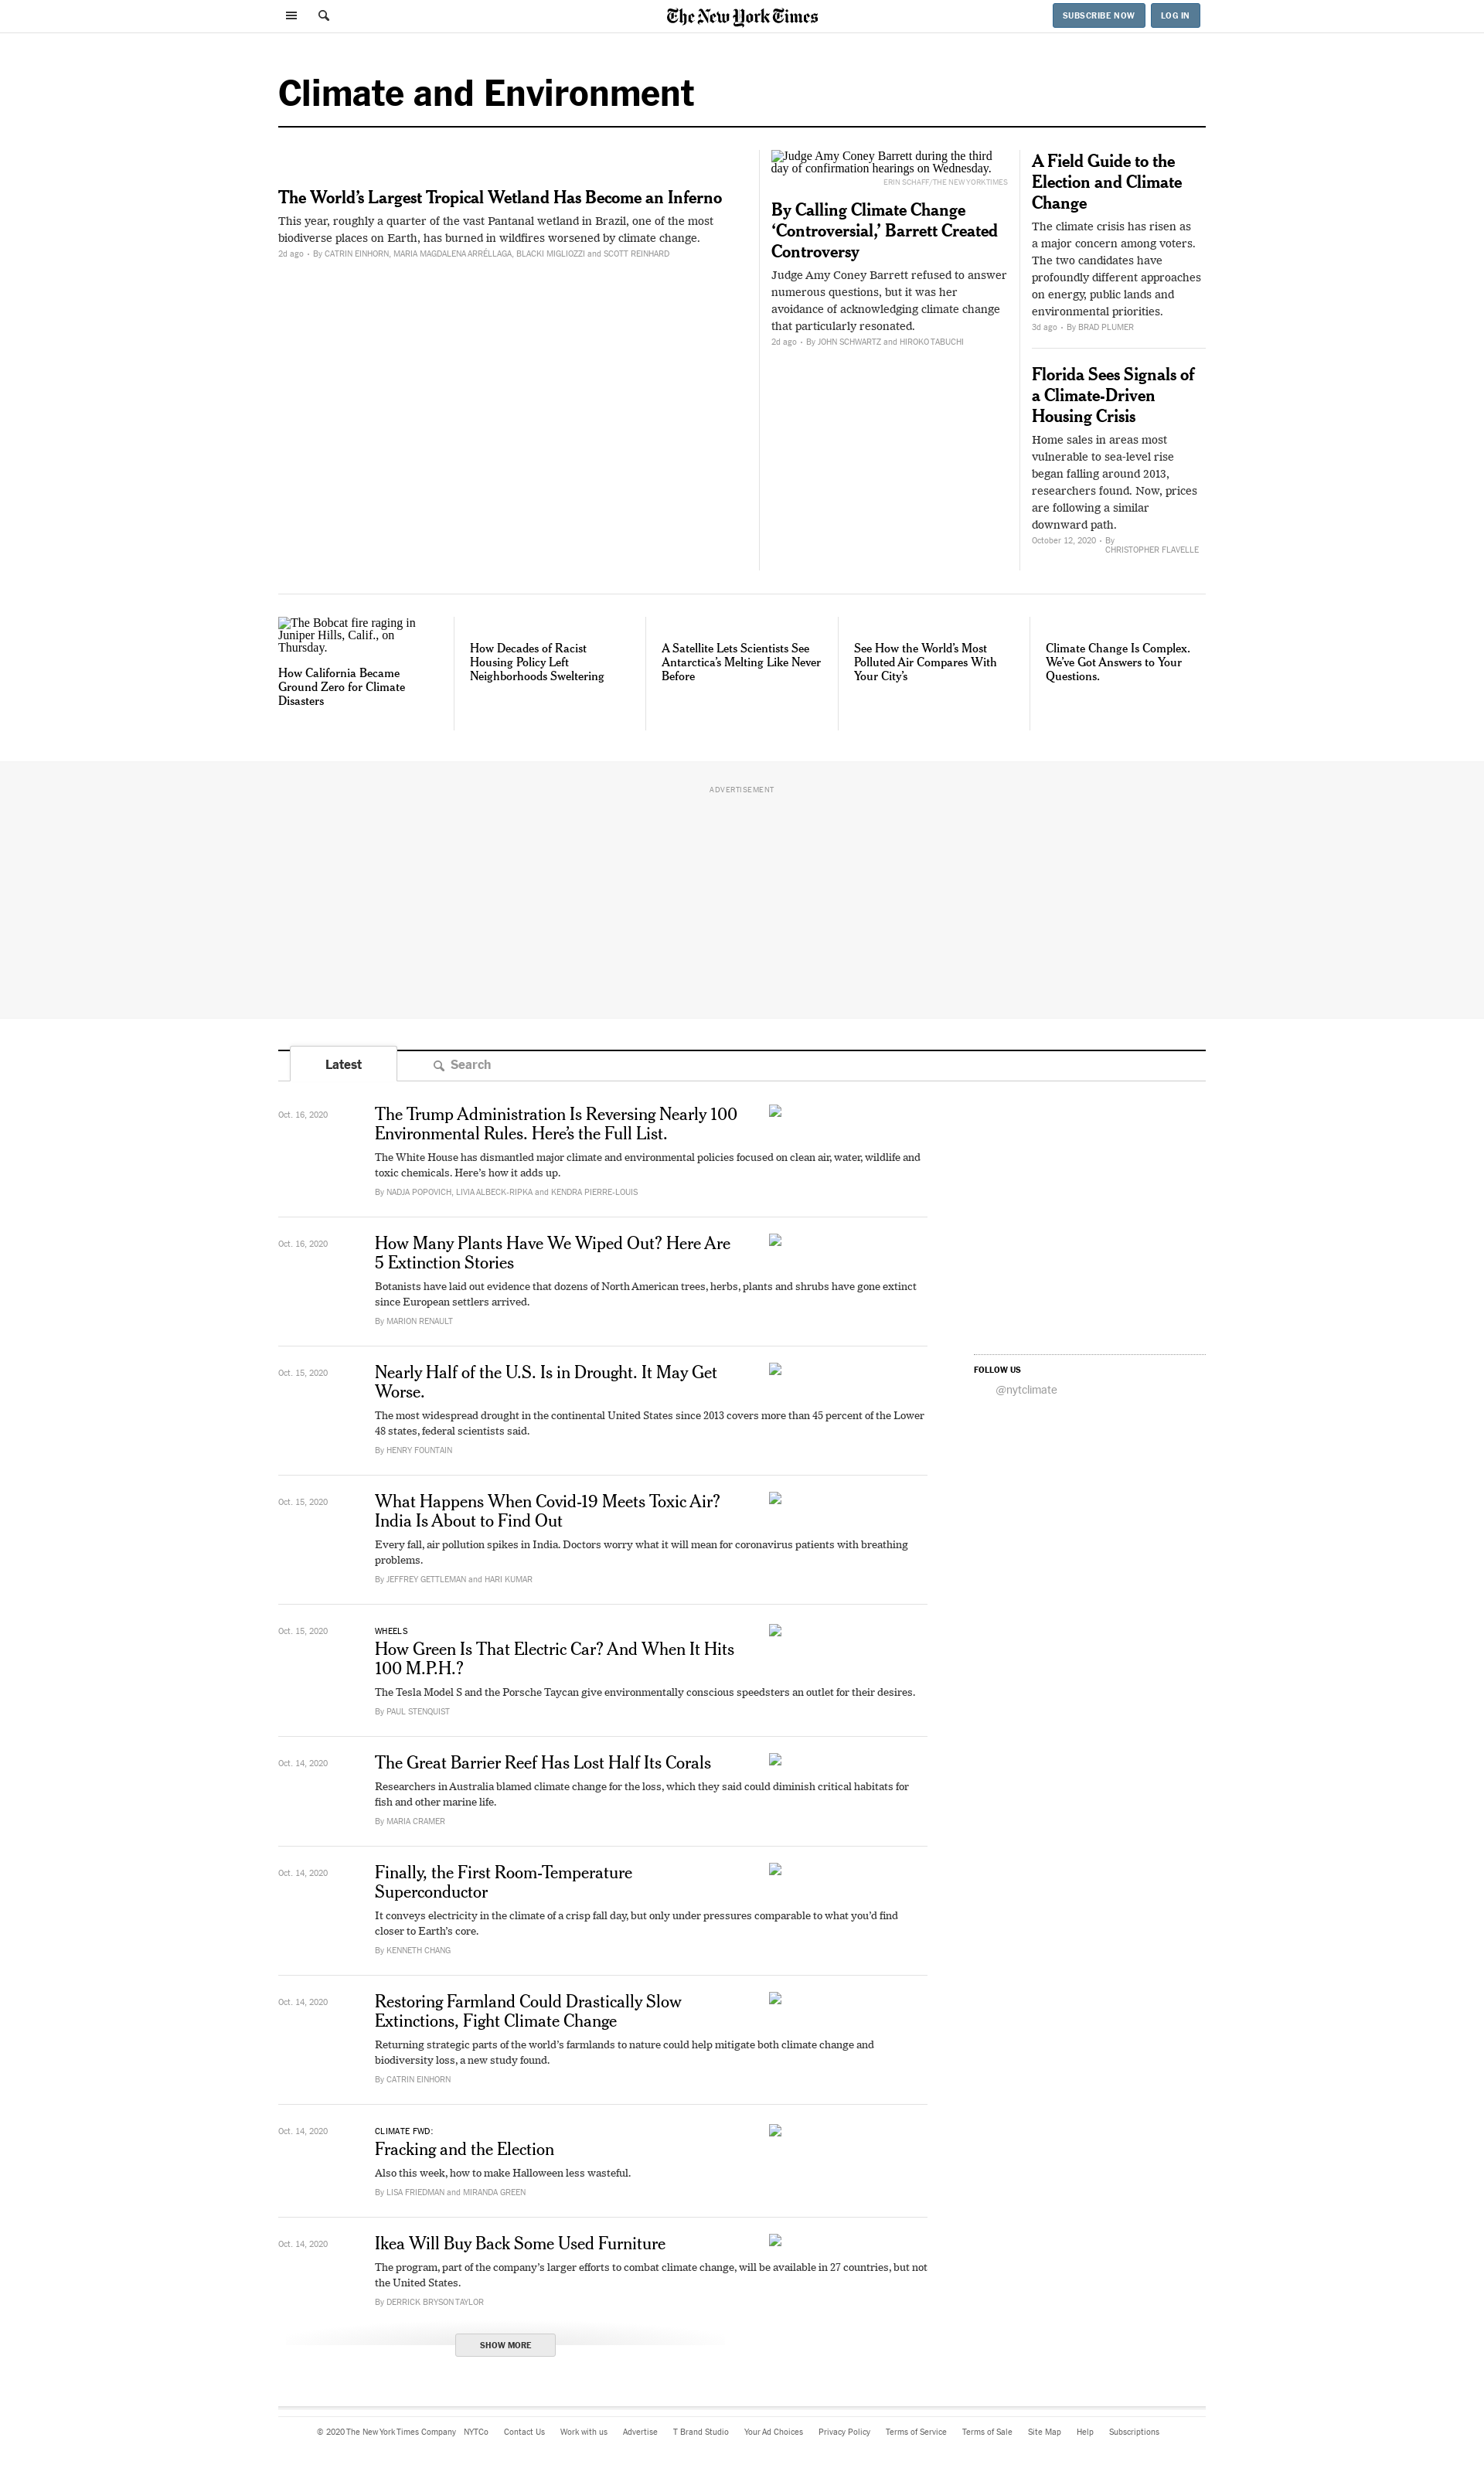 The New York Times
SUBSCRIBE NOW
LOG IN
Climate and Environment
The World’s Largest Tropical Wetland Has Become an Inferno
This year, roughly a quarter of the vast Pantanal wetland in Brazil, one of the most
biodiverse places on Earth, has burned in wildfires worsened by climate change.
2d ago • By CATRIN EINHORN, MARIA MAGDALENA ARRÉLLAGA, BLACKI MIGLIOZZI and SCOTT REINHARD
Judge Amy Coney Barrett during the third
day of confirmation hearings on Wednesday.
ERIN SCHAFF/THE NEW YORK TIMES
By Calling Climate Change
‘Controversial,’ Barrett Created
Controversy
Judge Amy Coney Barrett refused to answer
numerous questions, but it was her
avoidance of acknowledging climate change
that particularly resonated.
2d ago • By JOHN SCHWARTZ and HIROKO TABUCHI
A Field Guide to the
Election and Climate
Change
The climate crisis has risen as
a major concern among voters.
The two candidates have
profoundly different approaches
on energy, public lands and
environmental priorities.
3d ago • By BRAD PLUMER
Florida Sees Signals of
a Climate-Driven
Housing Crisis
Home sales in areas most
vulnerable to sea-level rise
began falling around 2013,
researchers found. Now, prices
are following a similar
downward path.
October 12, 2020 • By
CHRISTOPHER FLAVELLE
The Bobcat fire raging in
Juniper Hills, Calif., on
Thursday.
How California Became
Ground Zero for Climate
Disasters
How Decades of Racist
Housing Policy Left
Neighborhoods Sweltering
A Satellite Lets Scientists See
Antarctica’s Melting Like Never
Before
See How the World’s Most
Polluted Air Compares With
Your City’s
Climate Change Is Complex.
We’ve Got Answers to Your
Questions.
ADVERTISEMENT
Latest
Search
Oct. 16, 2020
The Trump Administration Is Reversing Nearly 100
Environmental Rules. Here’s the Full List.
The White House has dismantled major climate and environmental policies focused on clean air, water, wildlife and
toxic chemicals. Here’s how it adds up.
By NADJA POPOVICH, LIVIA ALBECK-RIPKA and KENDRA PIERRE-LOUIS
Oct. 16, 2020
How Many Plants Have We Wiped Out? Here Are
5 Extinction Stories
Botanists have laid out evidence that dozens of North American trees, herbs, plants and shrubs have gone extinct
since European settlers arrived.
By MARION RENAULT
FOLLOW US
@nytclimate
Oct. 15, 2020
Nearly Half of the U.S. Is in Drought. It May Get
Worse.
The most widespread drought in the continental United States since 2013 covers more than 45 percent of the Lower
48 states, federal scientists said.
By HENRY FOUNTAIN
Oct. 15, 2020
What Happens When Covid-19 Meets Toxic Air?
India Is About to Find Out
Every fall, air pollution spikes in India. Doctors worry what it will mean for coronavirus patients with breathing
problems.
By JEFFREY GETTLEMAN and HARI KUMAR
Oct. 15, 2020
WHEELS
How Green Is That Electric Car? And When It Hits
100 M.P.H.?
The Tesla Model S and the Porsche Taycan give environmentally conscious speedsters an outlet for their desires.
By PAUL STENQUIST
Oct. 14, 2020
The Great Barrier Reef Has Lost Half Its Corals
Researchers in Australia blamed climate change for the loss, which they said could diminish critical habitats for
fish and other marine life.
By MARIA CRAMER
Oct. 14, 2020
Finally, the First Room-Temperature
Superconductor
It conveys electricity in the climate of a crisp fall day, but only under pressures comparable to what you’d find
closer to Earth’s core.
By KENNETH CHANG
Oct. 14, 2020
Restoring Farmland Could Drastically Slow
Extinctions, Fight Climate Change
Returning strategic parts of the world’s farmlands to nature could help mitigate both climate change and
biodiversity loss, a new study found.
By CATRIN EINHORN
Oct. 14, 2020
CLIMATE FWD:
Fracking and the Election
Also this week, how to make Halloween less wasteful.
By LISA FRIEDMAN and MIRANDA GREEN
Oct. 14, 2020
Ikea Will Buy Back Some Used Furniture
The program, part of the company’s larger efforts to combat climate change, will be available in 27 countries, but not
the United States.
By DERRICK BRYSON TAYLOR
SHOW MORE
© 2020 The New York Times Company NYTCo Contact Us Work with us Advertise T Brand Studio Your Ad Choices Privacy Policy Terms of Service Terms of Sale Site Map Help Subscriptions